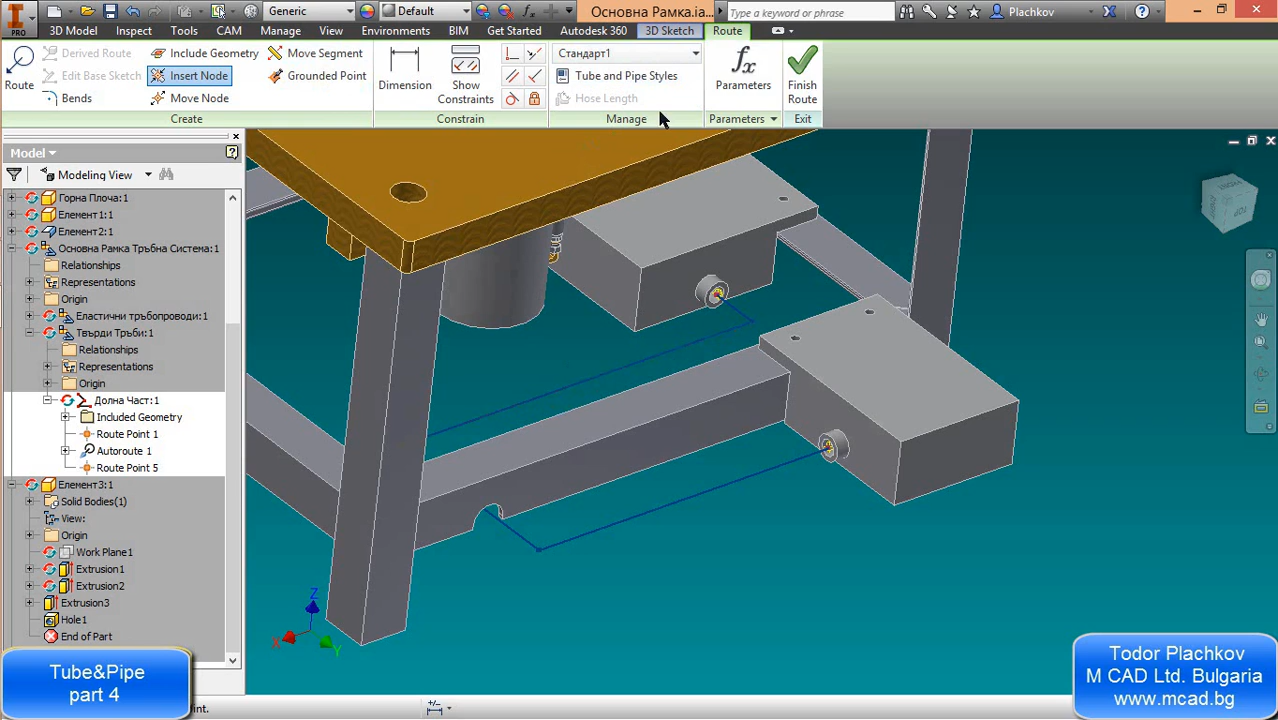 PRO
Generic
Default
Основна Рамка.ia...
Type a keyword or phrase
Plachkov
3D Model
Inspect
Tools
CAM
Manage
View
Environments
BIM
Get Started
Autodesk 360
3D Sketch
Route
Route
Derived Route
Edit Base Sketch
Bends
Include Geometry
Insert Node
Move Node
Move Segment
Grounded Point
Dimension
Show
Constraints
Стандарт1
Tube and Pipe Styles
Hose Length
Parameters
Finish
Route
Create
Constrain
Manage
Parameters
Exit
Model
Modeling View
Горна Плоча:1
Елемент1:1
Елемент2:1
Основна Рамка Тръбна Система:1
Relationships
Representations
Origin
Еластични тръбопроводи:1
Твърди Тръби:1
Relationships
Representations
Origin
Долна Част:1
Included Geometry
Route Point 1
Autoroute 1
Route Point 5
Елемент3:1
Solid Bodies(1)
View:
Origin
Work Plane1
Extrusion1
Extrusion2
Extrusion3
Hole1
End of Part
FRONT
TOP
Z
X
Y
Tube&Pipe
part 4
Todor Plachkov
M CAD Ltd. Bulgaria
www.mcad.bg